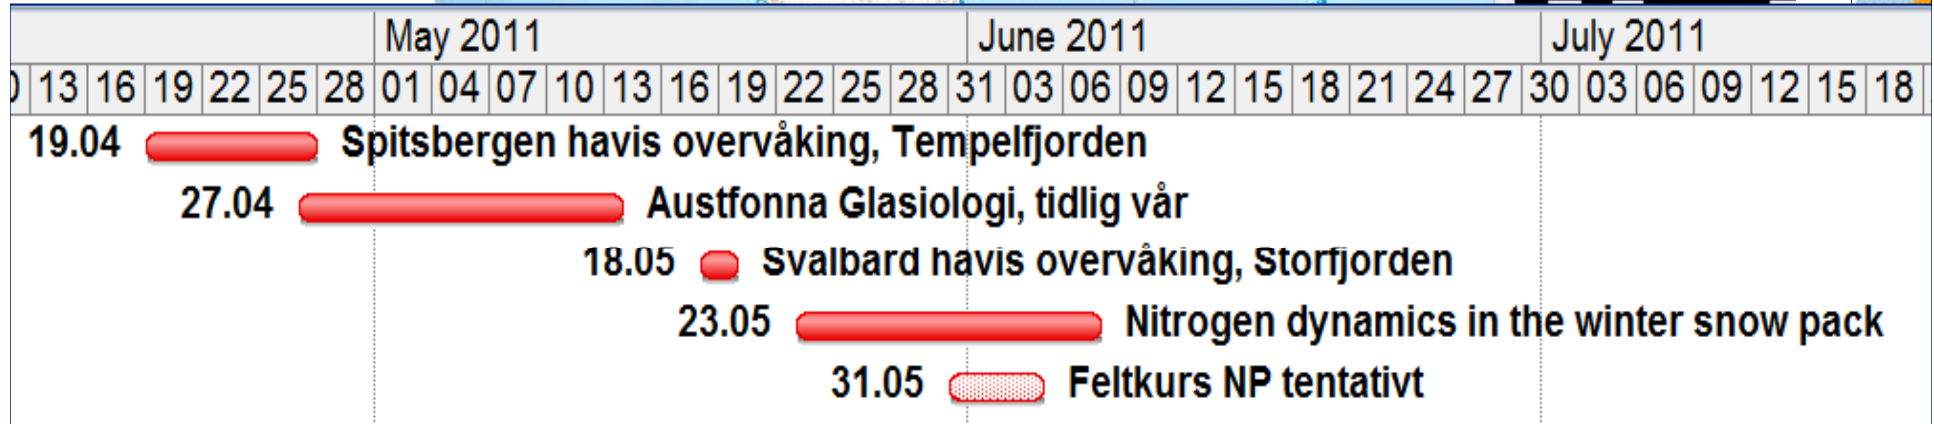 May 2011 June 2011 July 2011
13 16 19 22 25 28 01 04 07 10 13 16 19 22 25 28 31 03 06 09 12 15 18 21 24 27 30 03 06 09 12 15 18
19.04 Spitsbergen havis overvåking, Tempelfjorden
27.04 Austfonna Glasiologi, tidlig vår
18.05 Svalbard havis overvåking, Storfjorden
23.05 Nitrogen dynamics in the winter snow pack
31.05 Feltkurs NP tentativt